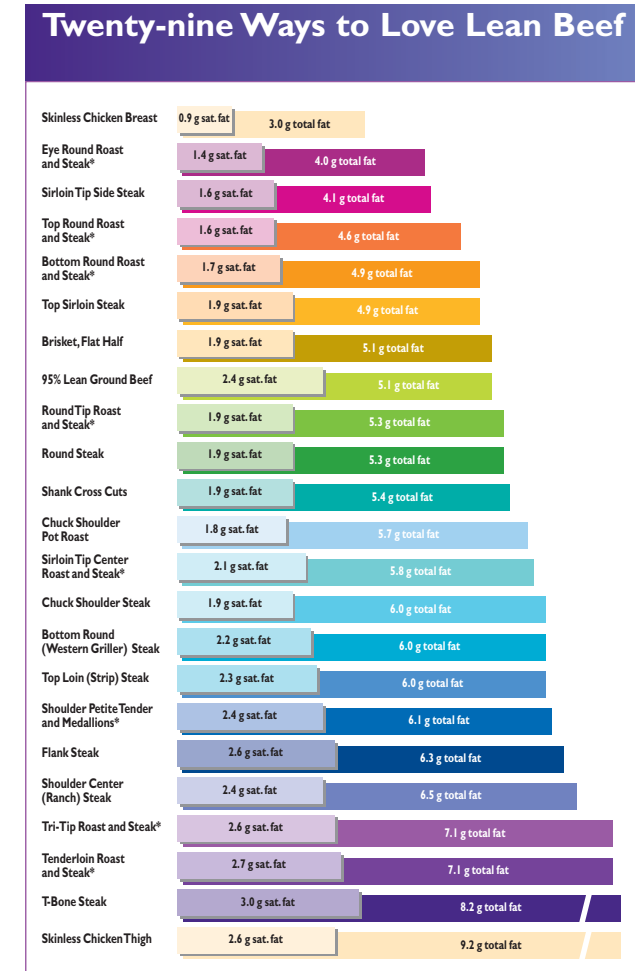 Twenty-nine Ways to Love Lean Beef
Skinless Chicken Breast 0.9 g sat. fat 3.0 g total fat
Eye Round Roast
and Steak* 1.4 g sat. fat 4.0 g total fat
Sirloin Tip Side Steak 1.6 g sat. fat 4.1 g total fat
Top Round Roast
and Steak* 1.6 g sat. fat 4.6 g total fat
Bottom Round Roast
and Steak* 1.7 g sat. fat 4.9 g total fat
Top Sirloin Steak 1.9 g sat. fat 4.9 g total fat
Brisket, Flat Half 1.9 g sat. fat 5.1 g total fat
95% Lean Ground Beef 2.4 g sat. fat 5.1 g total fat
Round Tip Roast
and Steak* 1.9 g sat. fat 5.3 g total fat
Round Steak 1.9 g sat. fat 5.3 g total fat
Shank Cross Cuts 1.9 g sat. fat 5.4 g total fat
Chuck Shoulder
Pot Roast 1.8 g sat. fat 5.7 g total fat
Sirloin Tip Center
Roast and Steak* 2.1 g sat. fat 5.8 g total fat
Chuck Shoulder Steak 1.9 g sat. fat 6.0 g total fat
Bottom Round
(Western Griller) Steak 2.2 g sat. fat 6.0 g total fat
Top Loin (Strip) Steak 2.3 g sat. fat 6.0 g total fat
Shoulder Petite Tender
and Medallions* 2.4 g sat. fat 6.1 g total fat
Flank Steak 2.6 g sat. fat 6.3 g total fat
Shoulder Center
(Ranch) Steak 2.4 g sat. fat 6.5 g total fat
Tri-Tip Roast and Steak* 2.6 g sat. fat 7.1 g total fat
Tenderloin Roast
and Steak* 2.7 g sat. fat 7.1 g total fat
T-Bone Steak 3.0 g sat. fat 8.2 g total fat
Skinless Chicken Thigh 2.6 g sat. fat 9.2 g total fat